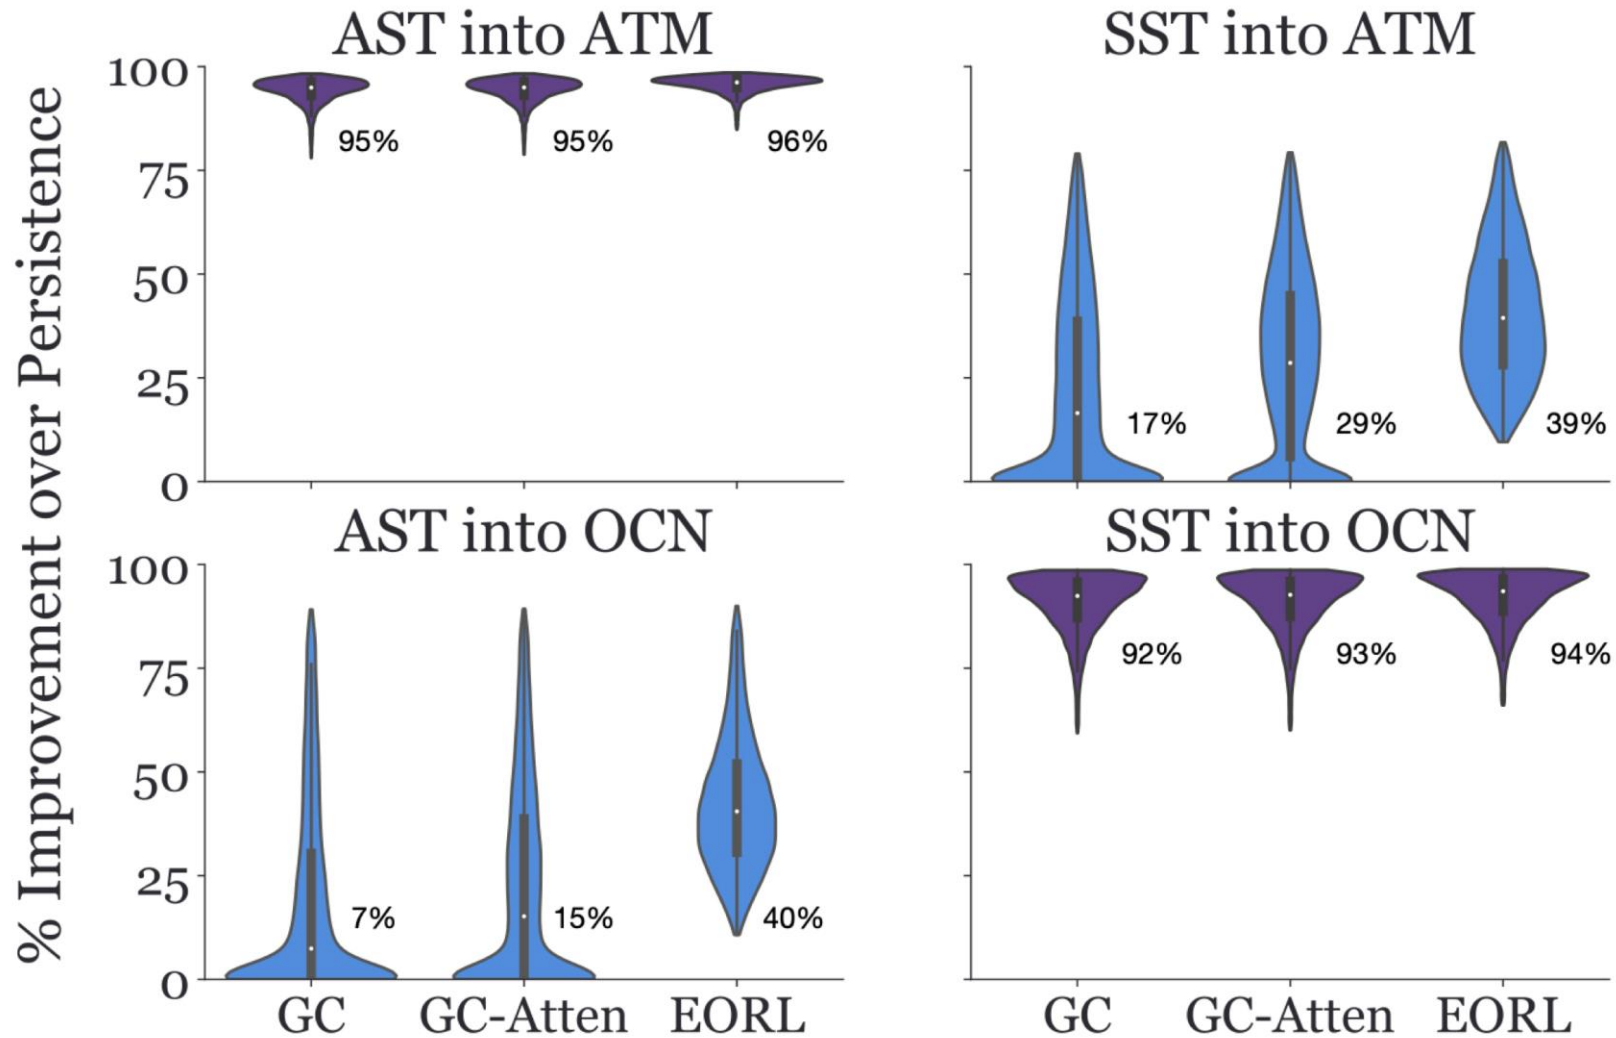 % Improvement over Persistence
AST into ATM
100
75
50
25
0
95%
95%
96%
SST into ATM
17%
29%
39%
AST into OCN
100
75
50
25
0
7%
15%
40%
GC
GC-Atten
EORL
SST into OCN
92%
93%
94%
GC
GC-Atten
EORL